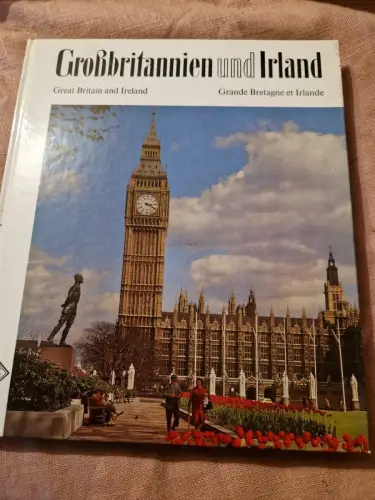 Großbritannien und Irland
Great Britain and Ireland Grande Bretagne et Irlande